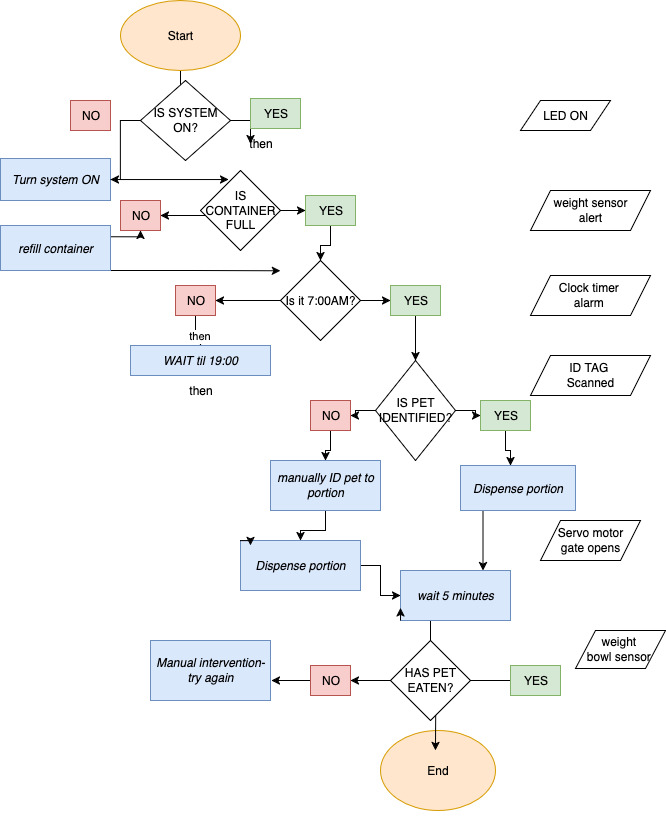 Start
NO
IS SYSTEM
ON?
YES
LED ON
then
Turn system ON
IS
CONTAINER
FULL
NO
YES
weight sensor
alert
refill container
Is it 7:00AM?
NO
YES
Clock timer
alarm
then
WAIT til 19:00
then
ID TAG
Scanned
IS PET
IDENTIFIED?
NO
YES
manually ID pet to
portion
Dispense portion
Servo motor
gate opens
Dispense portion
wait 5 minutes
weight
bowl sensor
Manual intervention-
try again
NO
HAS PET
EATEN?
YES
End